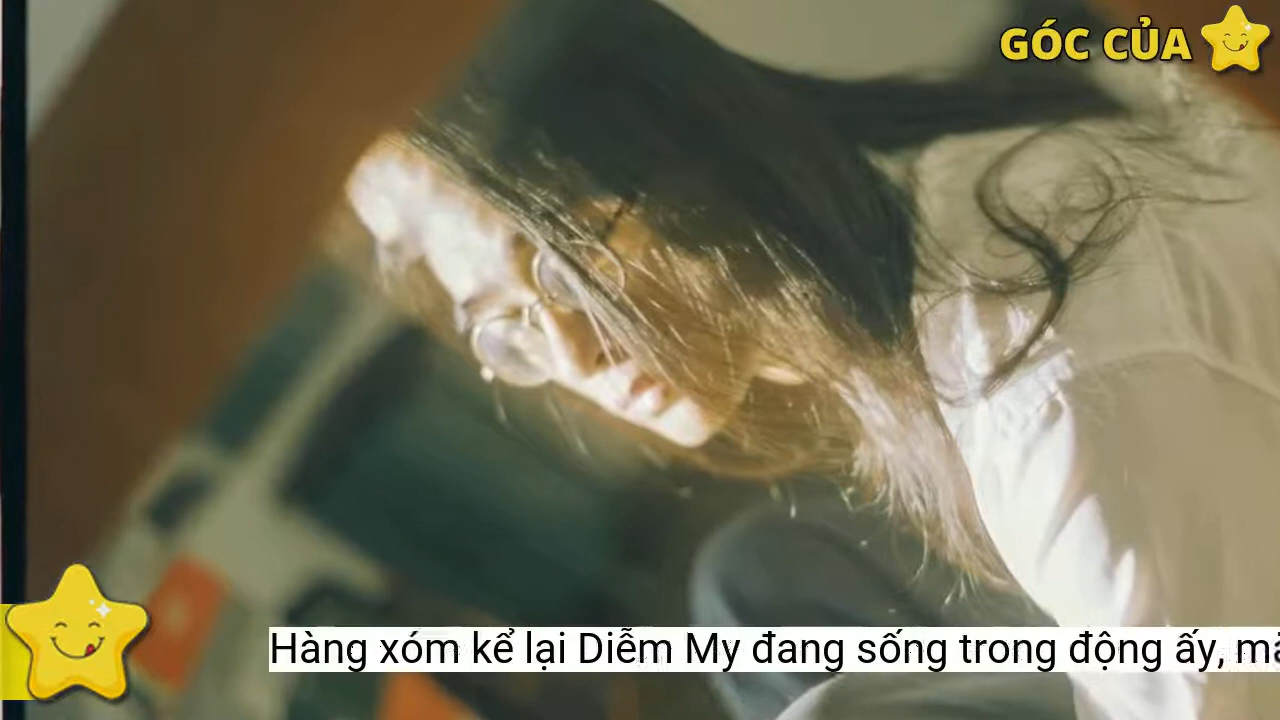 GÓC CỦA
Hàng xóm kể lại Diễm My đang sống trong động ấy,